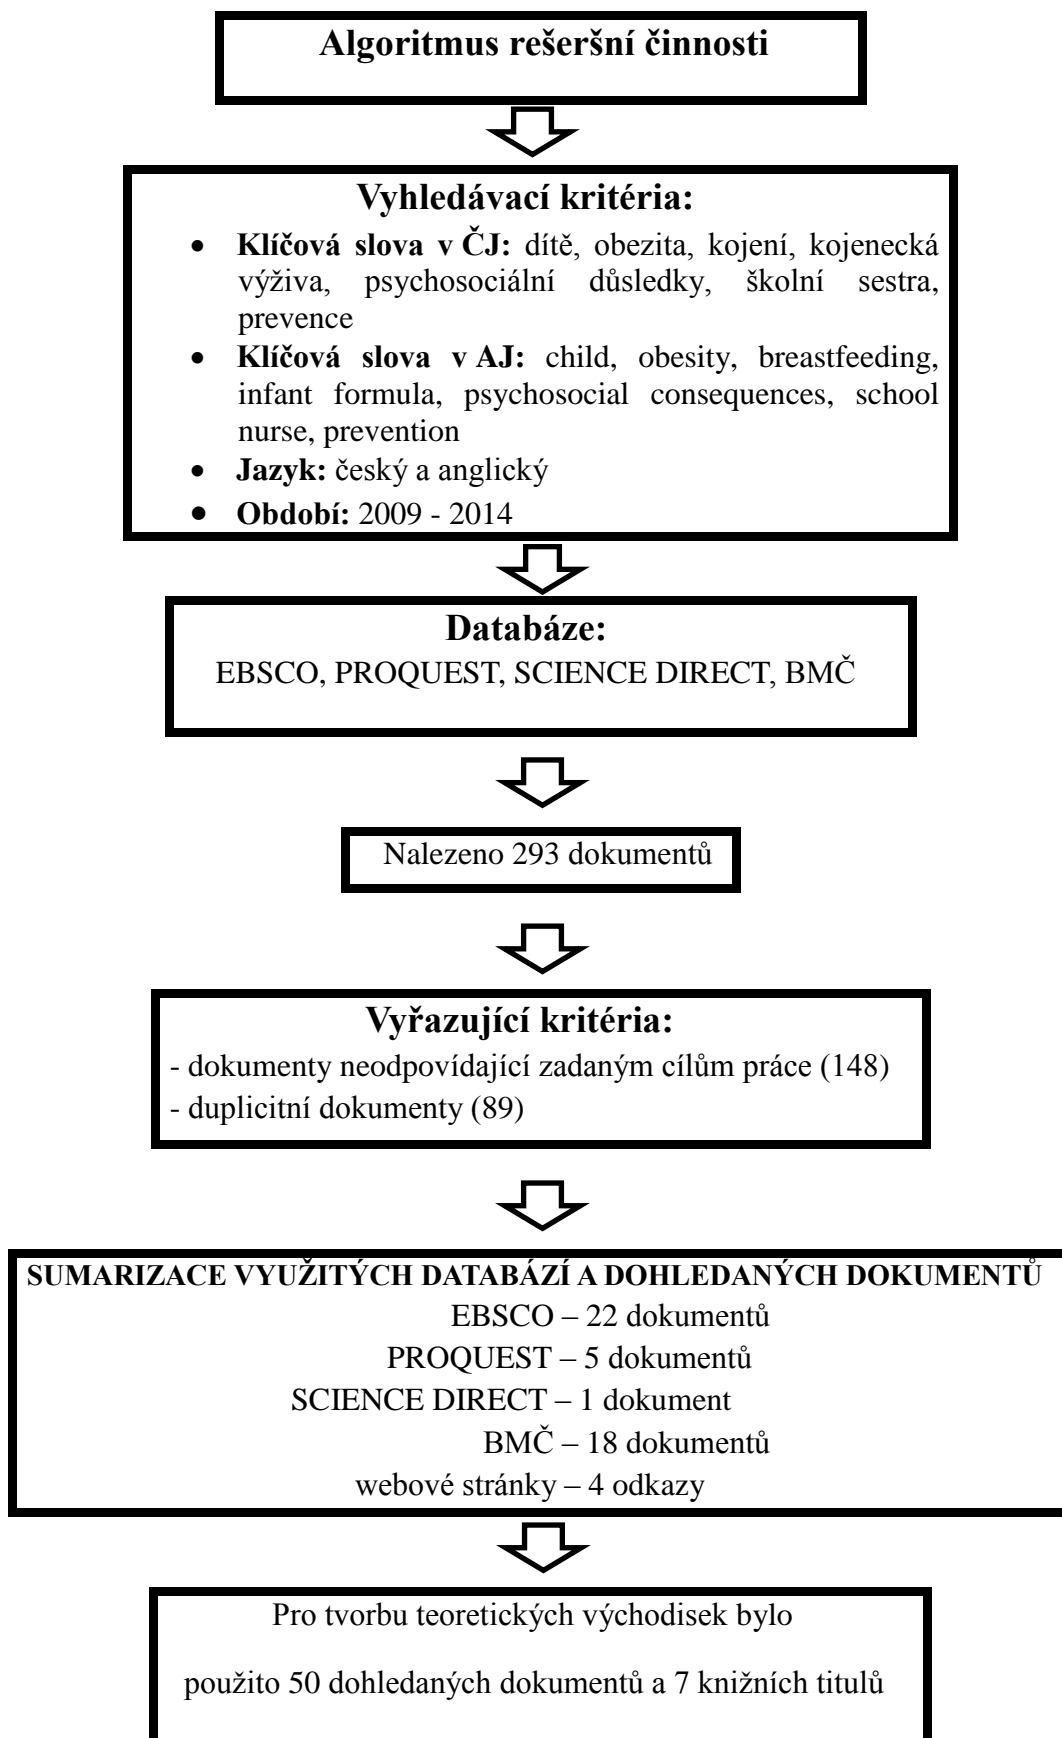 Algoritmus rešeršní činnosti
Vyhledávací kritéria:
• Klíčová slova v ČJ: dítě, obezita, kojení, kojenecká
výživa, psychosociální důsledky, školní sestra,
prevence
• Klíčová slova v AJ: child, obesity, breastfeeding,
infant formula, psychosocial consequences, school
nurse, prevention
• Jazyk: český a anglický
• Období: 2009 - 2014
Databáze:
EBSCO, PROQUEST, SCIENCE DIRECT, BMČ
Nalezeno 293 dokumentů
Vyřazující kritéria:
- dokumenty neodpovídající zadaným cílům práce (148)
- duplicitní dokumenty (89)
SUMARIZACE VYUŽITÝCH DATABÁZÍ A DOHLEDANÝCH DOKUMENTŮ
EBSCO – 22 dokumentů
PROQUEST – 5 dokumentů
SCIENCE DIRECT – 1 dokument
BMČ – 18 dokumentů
webové stránky – 4 odkazy
Pro tvorbu teoretických východisek bylo
použito 50 dohledaných dokumentů a 7 knižních titulů